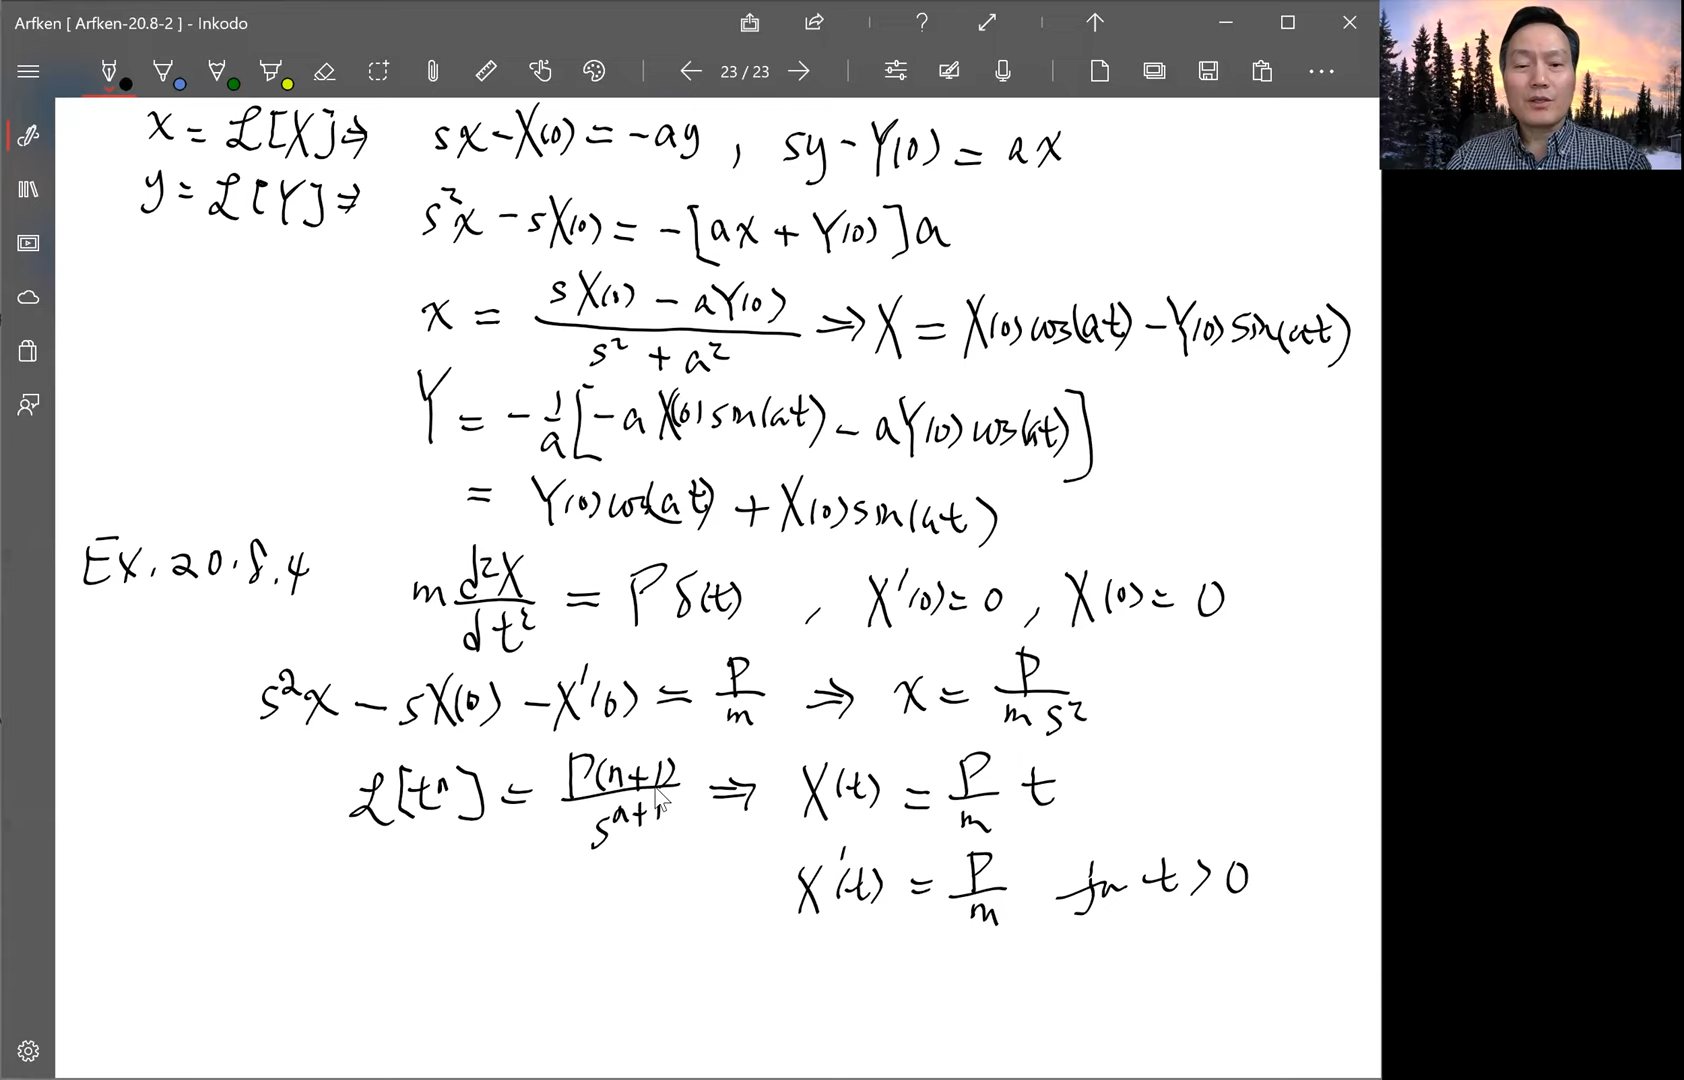 Arfken [ Arfken-20.8-2 ] - Inkodo
23 / 23
x = ℒ[X] ⇒ sx - X(0) = -ay , sy - Y(0) = ax
y = ℒ[Y] ⇒
s²x - sX(0) = -[ax + Y(0)]a
x = (sX(0) - aY(0)) / (s² + a²) ⇒ X = X(0)cos(at) - Y(0)sin(at)
Y = -1/a [-aX(0)sin(at) - aY(0)cos(at)]
= Y(0)cos(at) + X(0)sin(at)
Ex. 20.8.4 m d²X/dt² = Pδ(t) , X'(0) = 0 , X(0) = 0
s²x - sX(0) - X'(0) = P/m ⇒ x = P/(m s²)
ℒ[tⁿ] = Γ(n+1)/sⁿ⁺¹ ⇒ X(t) = P/m t
X'(t) = P/m for t > 0